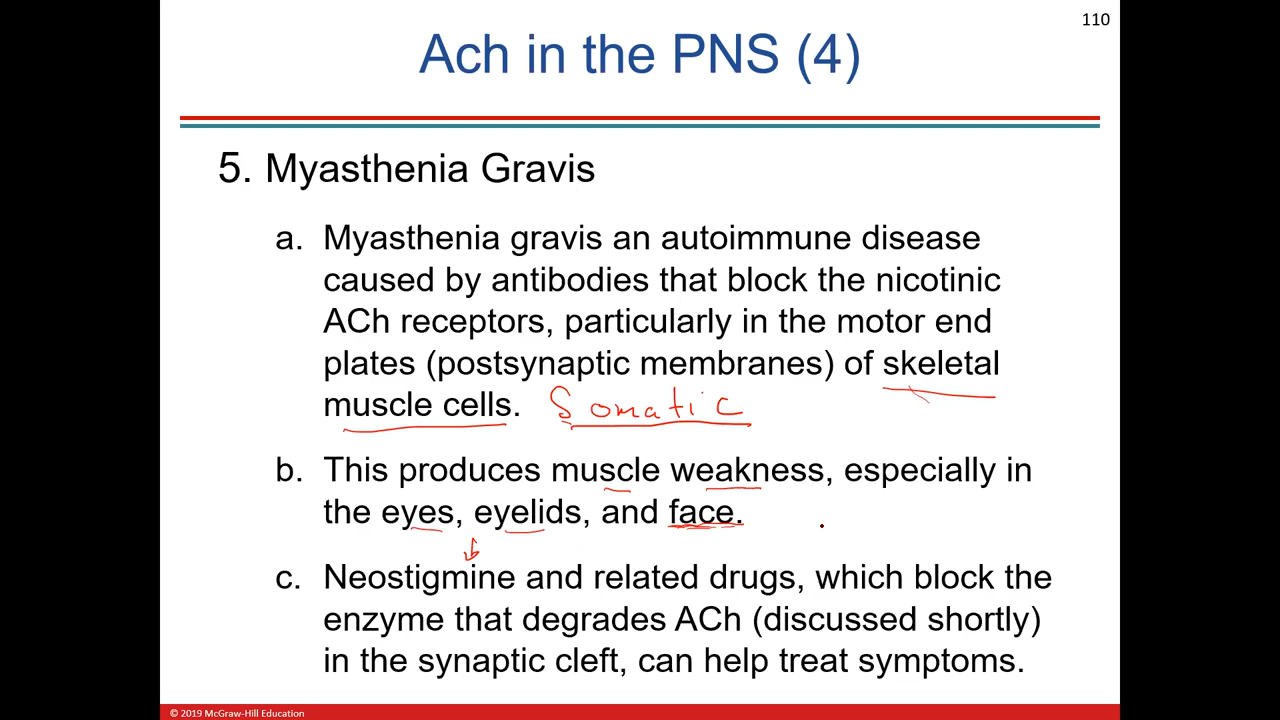 110
Ach in the PNS (4)
5. Myasthenia Gravis
a. Myasthenia gravis an autoimmune disease
caused by antibodies that block the nicotinic
ACh receptors, particularly in the motor end
plates (postsynaptic membranes) of skeletal
muscle cells. Somatic
b. This produces muscle weakness, especially in
the eyes, eyelids, and face.
c. Neostigmine and related drugs, which block the
enzyme that degrades ACh (discussed shortly)
in the synaptic cleft, can help treat symptoms.
© 2019 McGraw-Hill Education